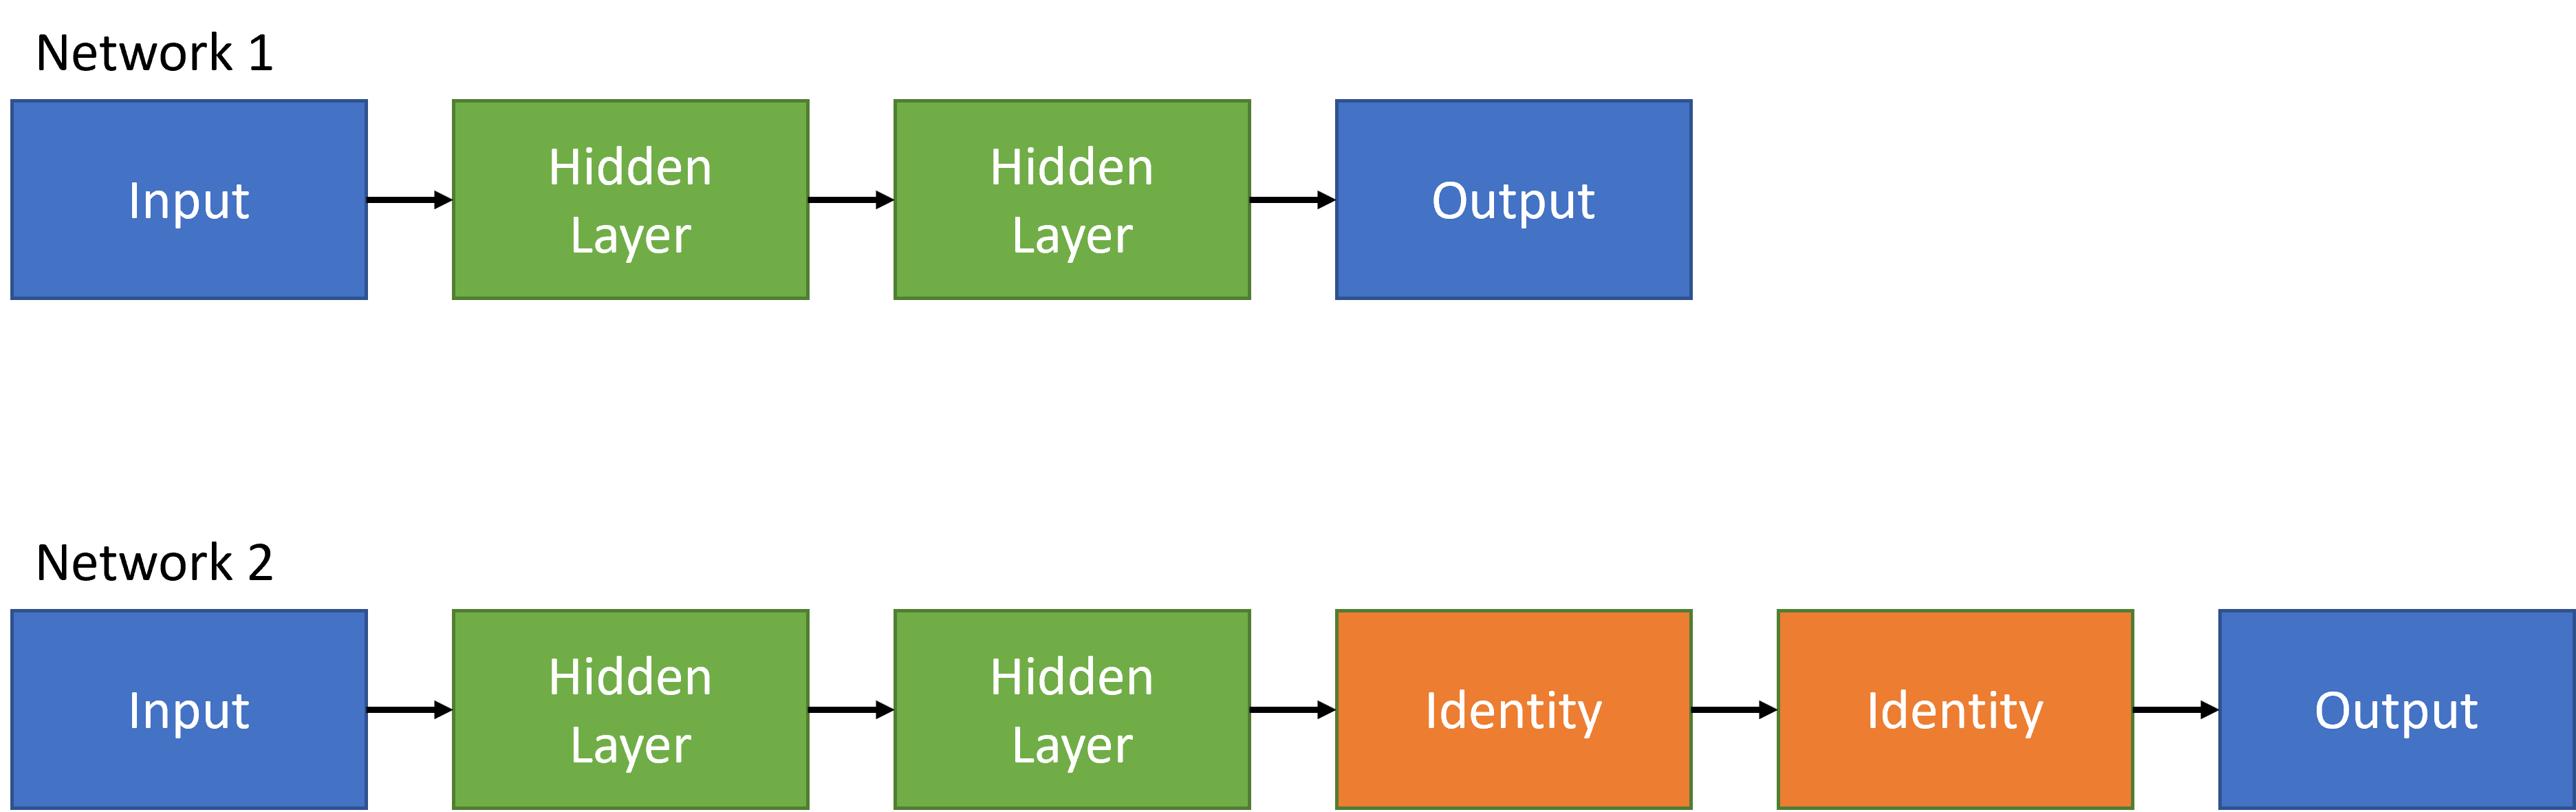 Network 1
Input
Hidden
Layer
Hidden
Layer
Output
Network 2
Input
Hidden
Layer
Hidden
Layer
Identity
Identity
Output